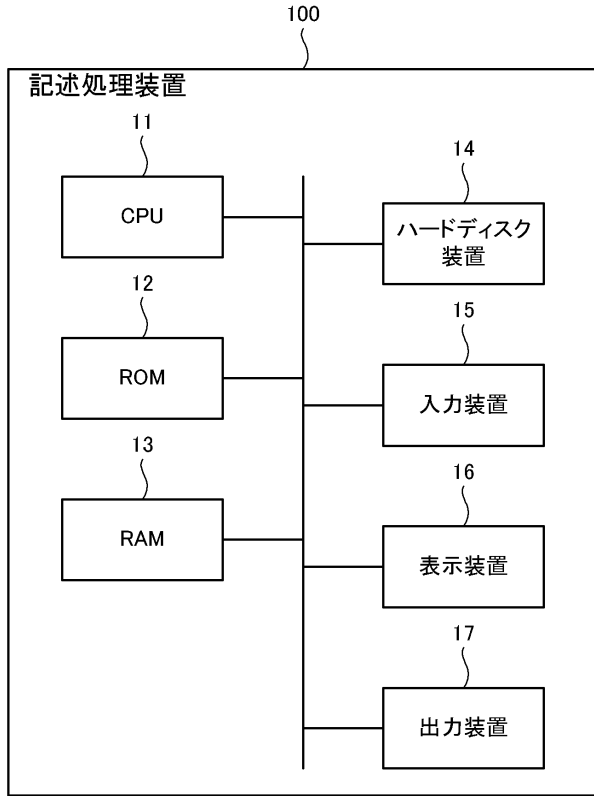 100
記述処理装置
11
CPU
12
ROM
13
RAM
14
ハードディスク
装置
15
入力装置
16
表示装置
17
出力装置